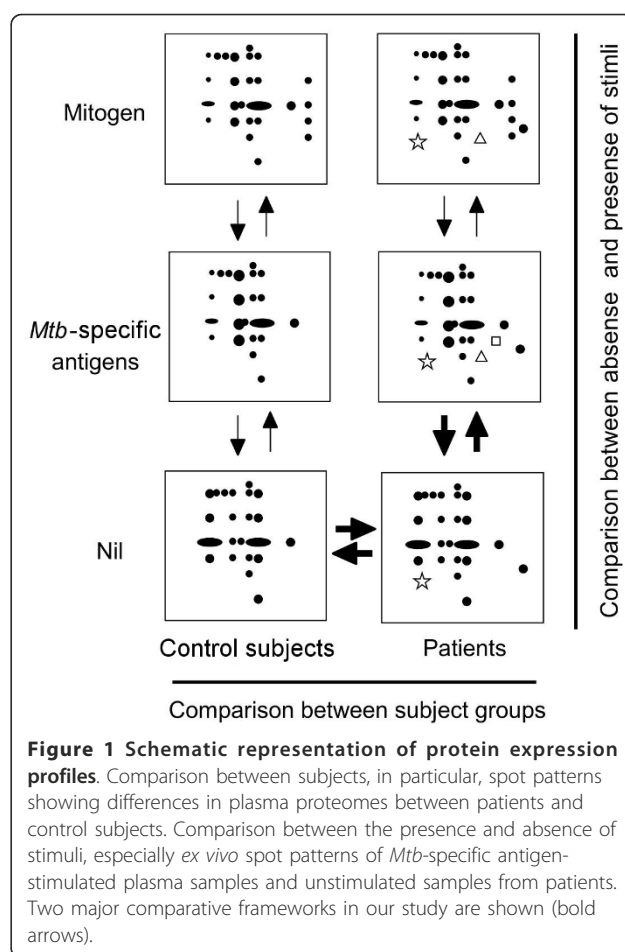 Mitogen
Mtb-specific
antigens
Nil
Control subjects
Patients
Comparison between subject groups
Comparison between absense and presense of stimli
Figure 1 Schematic representation of protein expression
profiles. Comparison between subjects, in particular, spot patterns
showing differences in plasma proteomes between patients and
control subjects. Comparison between the presence and absence of
stimuli, especially ex vivo spot patterns of Mtb-specific antigen-
stimulated plasma samples and unstimulated samples from patients.
Two major comparative frameworks in our study are shown (bold
arrows).